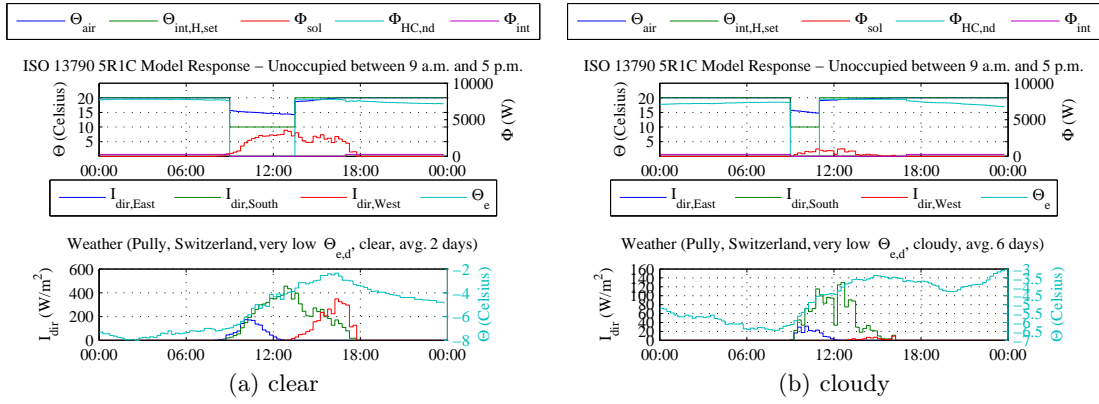 Θair Θint,H,set Φsol ΦHC,nd Φint
ISO 13790 5R1C Model Response – Unoccupied between 9 a.m. and 5 p.m.
Θ (Celsius)
20
15
10
5
10000
5000
0
Φ (W)
00:00 06:00 12:00 18:00 00:00
Idir,East Idir,South Idir,West Θe
Weather (Pully, Switzerland, very low Θe,d, clear, avg. 2 days)
Idir (W/m2)
600
400
200
0
−2
−4
−6
−8
Θ (Celsius)
00:00 06:00 12:00 18:00 00:00
(a) clear
Θair Θint,H,set Φsol ΦHC,nd Φint
ISO 13790 5R1C Model Response – Unoccupied between 9 a.m. and 5 p.m.
Θ (Celsius)
20
15
10
5
10000
5000
0
Φ (W)
00:00 06:00 12:00 18:00 00:00
Idir,East Idir,South Idir,West Θe
Weather (Pully, Switzerland, very low Θe,d, cloudy, avg. 6 days)
Idir (W/m2)
160
140
120
100
80
60
40
20
0
−3
−3.5
−4
−4.5
−5
−5.5
−6
−6.5
−7
Θ (Celsius)
00:00 06:00 12:00 18:00 00:00
(b) cloudy